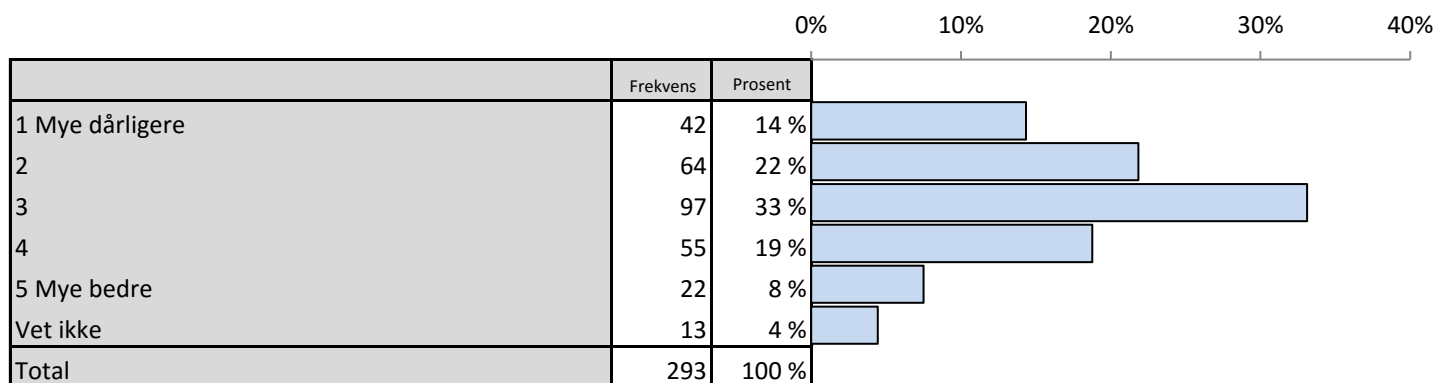 0% 10% 20% 30% 40%
Frekvens Prosent
1 Mye dårligere 42 14 %
2 64 22 %
3 97 33 %
4 55 19 %
5 Mye bedre 22 8 %
Vet ikke 13 4 %
Total 293 100 %